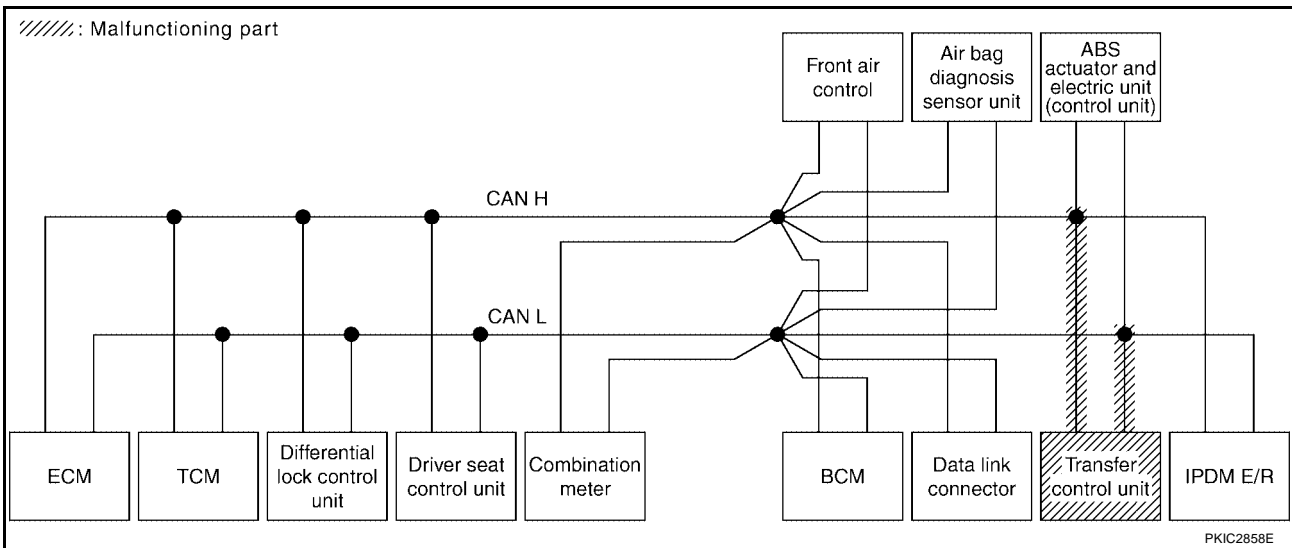 : Malfunctioning part
Front air
control
Air bag
diagnosis
sensor unit
ABS
actuator and
electric unit
(control unit)
CAN H
CAN L
ECM
TCM
Differential
lock control
unit
Driver seat
control unit
Combination
meter
BCM
Data link
connector
Transfer
control unit
IPDM E/R
PKIC2858E